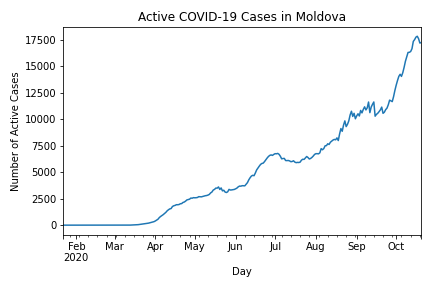 Active COVID-19 Cases in Moldova
Number of Active Cases
17500
15000
12500
10000
7500
5000
2500
0
Feb
2020
Mar
Apr
May
Jun
Jul
Aug
Sep
Oct
Day